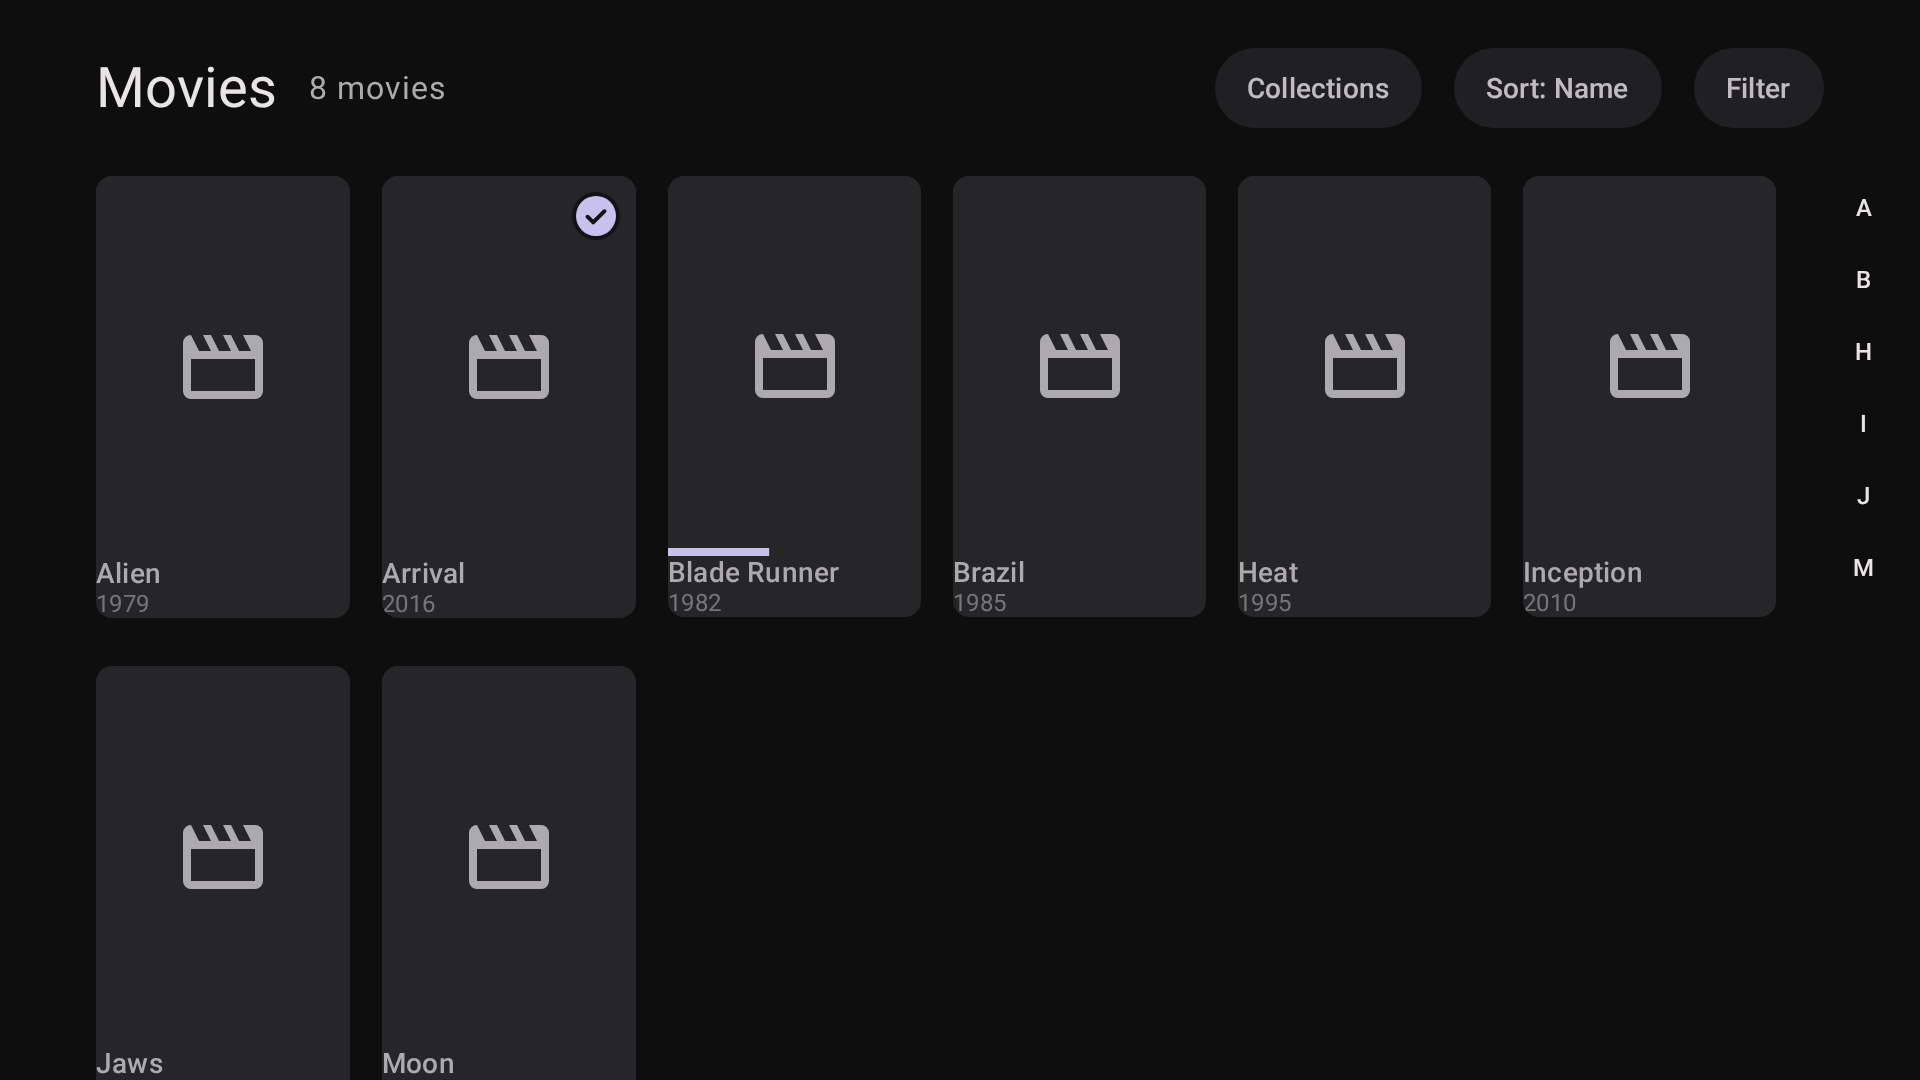 Movies
8 movies
Collections
Sort: Name
Filter
Alien
1979
Arrival
2016
Blade Runner
1982
Brazil
1985
Heat
1995
Inception
2010
A
B
H
I
J
M
Jaws
Moon